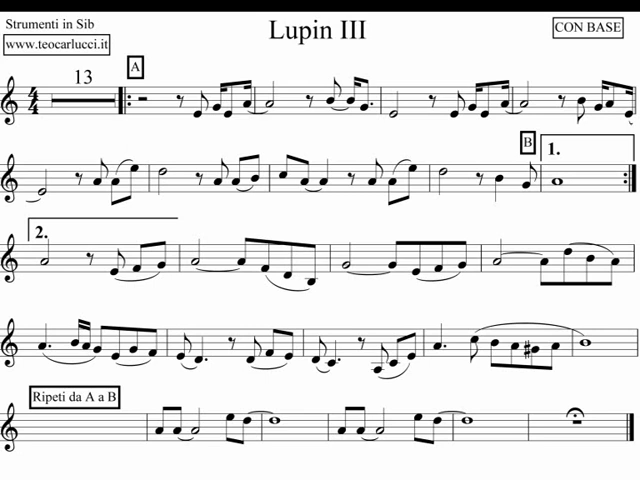 Strumenti in Sib
www.teocarlucci.it
Lupin III
CON BASE
13
A
B
1.
2.
Ripeti da A a B